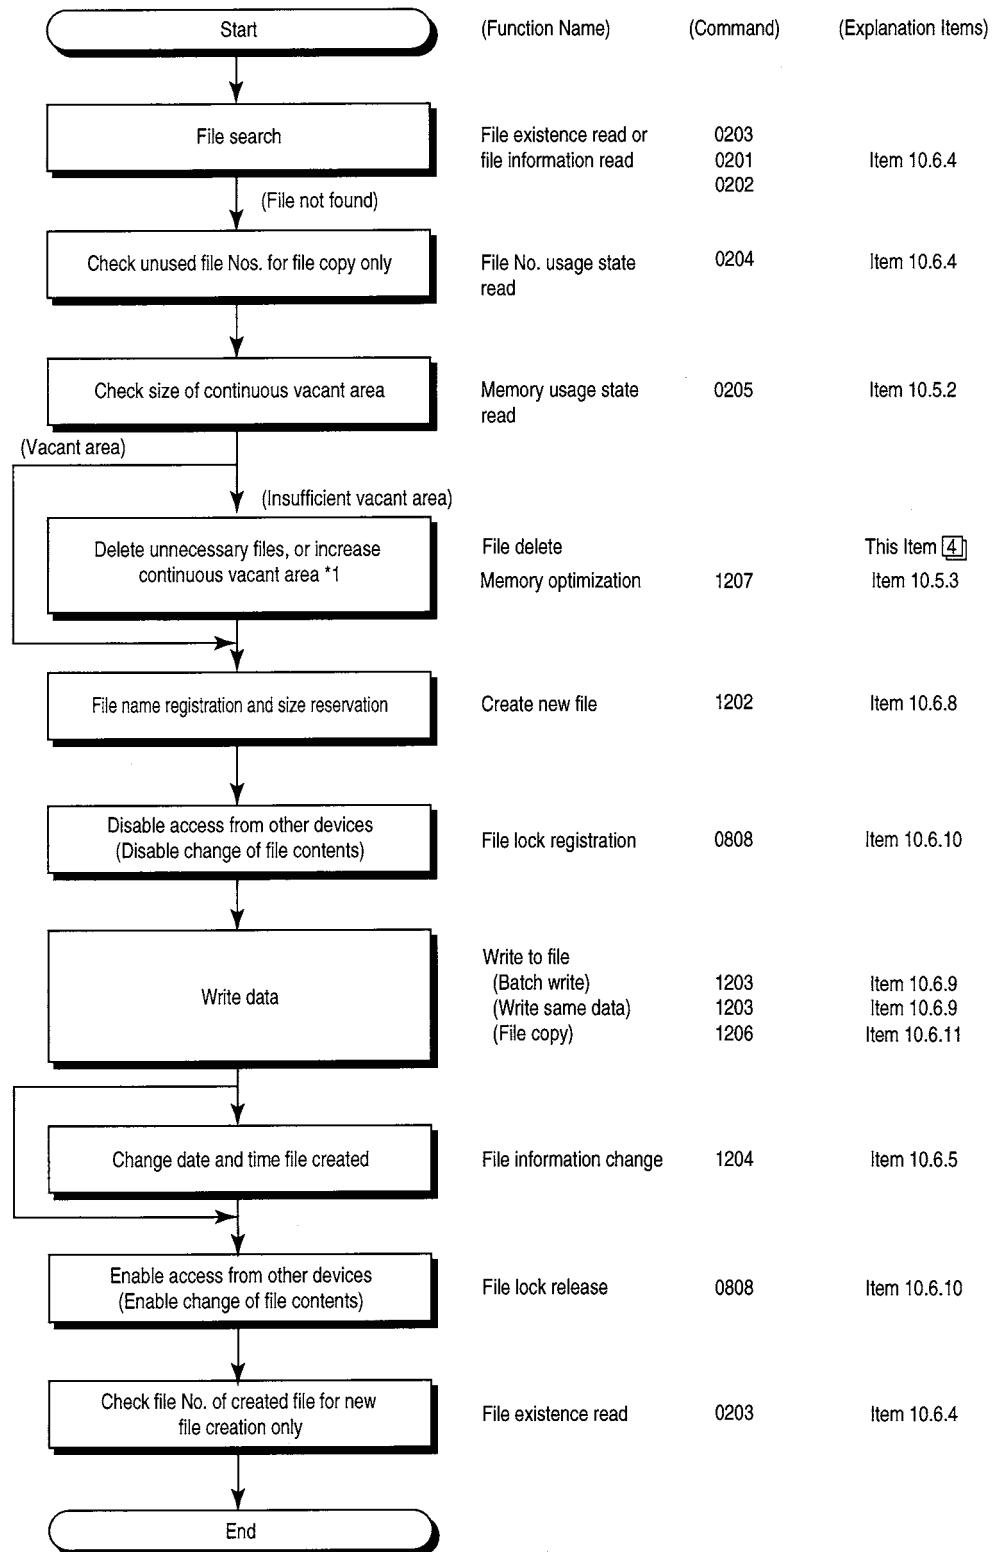 Start (Function Name) (Command) (Explanation Items)
File search
File existence read or 0203
file information read 0201 Item 10.6.4
0202
(File not found)
Check unused file Nos. for file copy only
File No. usage state 0204 Item 10.6.4
read
Check size of continuous vacant area
Memory usage state 0205 Item 10.5.2
read
(Vacant area)
(Insufficient vacant area)
Delete unnecessary files, or increase
continuous vacant area *1
File delete This Item 4
Memory optimization 1207 Item 10.5.3
File name registration and size reservation Create new file 1202 Item 10.6.8
Disable access from other devices
(Disable change of file contents)
File lock registration 0808 Item 10.6.10
Write data
Write to file
(Batch write) 1203 Item 10.6.9
(Write same data) 1203 Item 10.6.9
(File copy) 1206 Item 10.6.11
Change date and time file created File information change 1204 Item 10.6.5
Enable access from other devices
(Enable change of file contents)
File lock release 0808 Item 10.6.10
Check file No. of created file for new
file creation only
File existence read 0203 Item 10.6.4
End